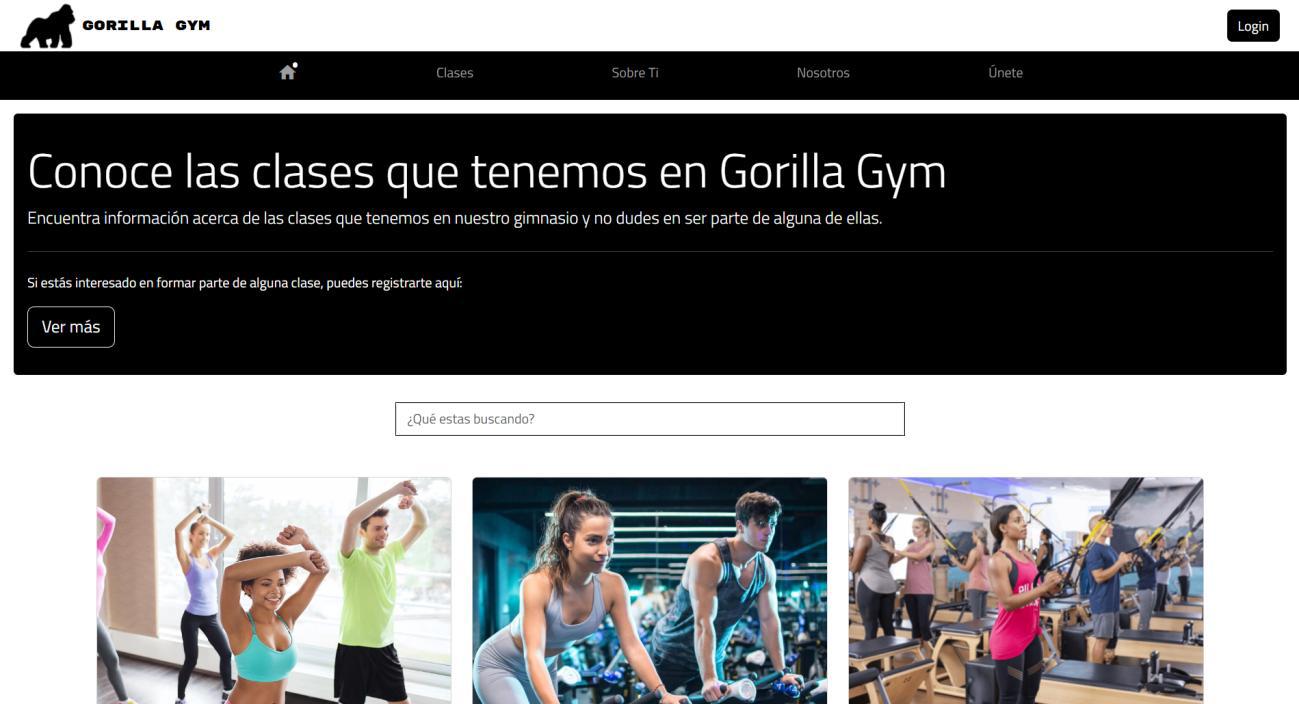 GORILLA GYM
Login
Clases
Sobre Ti
Nosotros
Únete
Conoce las clases que tenemos en Gorilla Gym
Encuentra información acerca de las clases que tenemos en nuestro gimnasio y no dudes en ser parte de alguna de ellas.
Si estás interesado en formar parte de alguna clase, puedes registrarte aquí:
Ver más
¿Qué estas buscando?